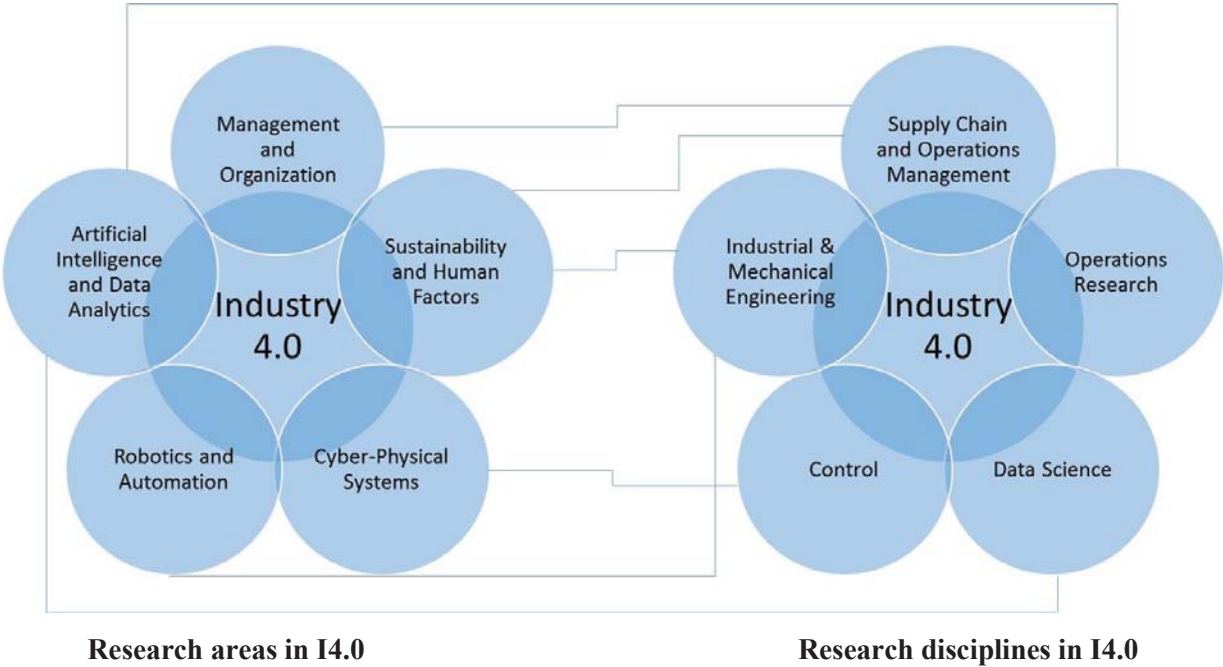 Management
and
Organization
Artificial
Intelligence
and Data
Analytics
Sustainability
and Human
Factors
Industry
4.0
Robotics and
Automation
Cyber-Physical
Systems
Supply Chain
and Operations
Management
Industrial &
Mechanical
Engineering
Operations
Research
Industry
4.0
Control
Data Science
Research areas in I4.0
Research disciplines in I4.0